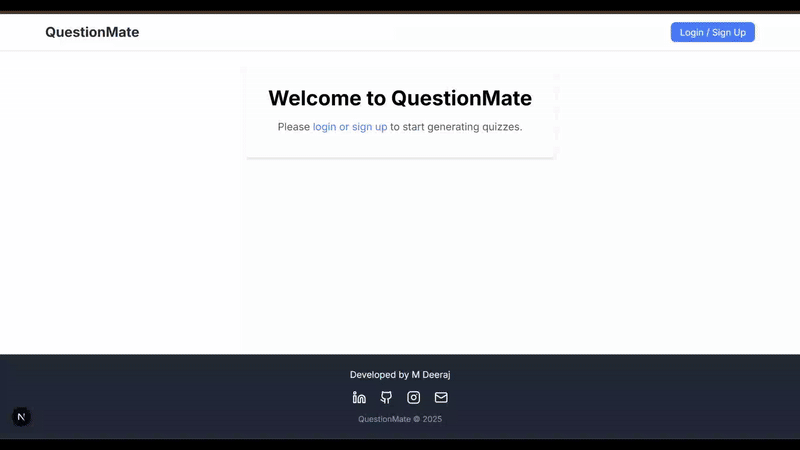 QuestionMate
Login / Sign Up
Welcome to QuestionMate
Please login or sign up to start generating quizzes.
Developed by M Deeraj
QuestionMate © 2025
N